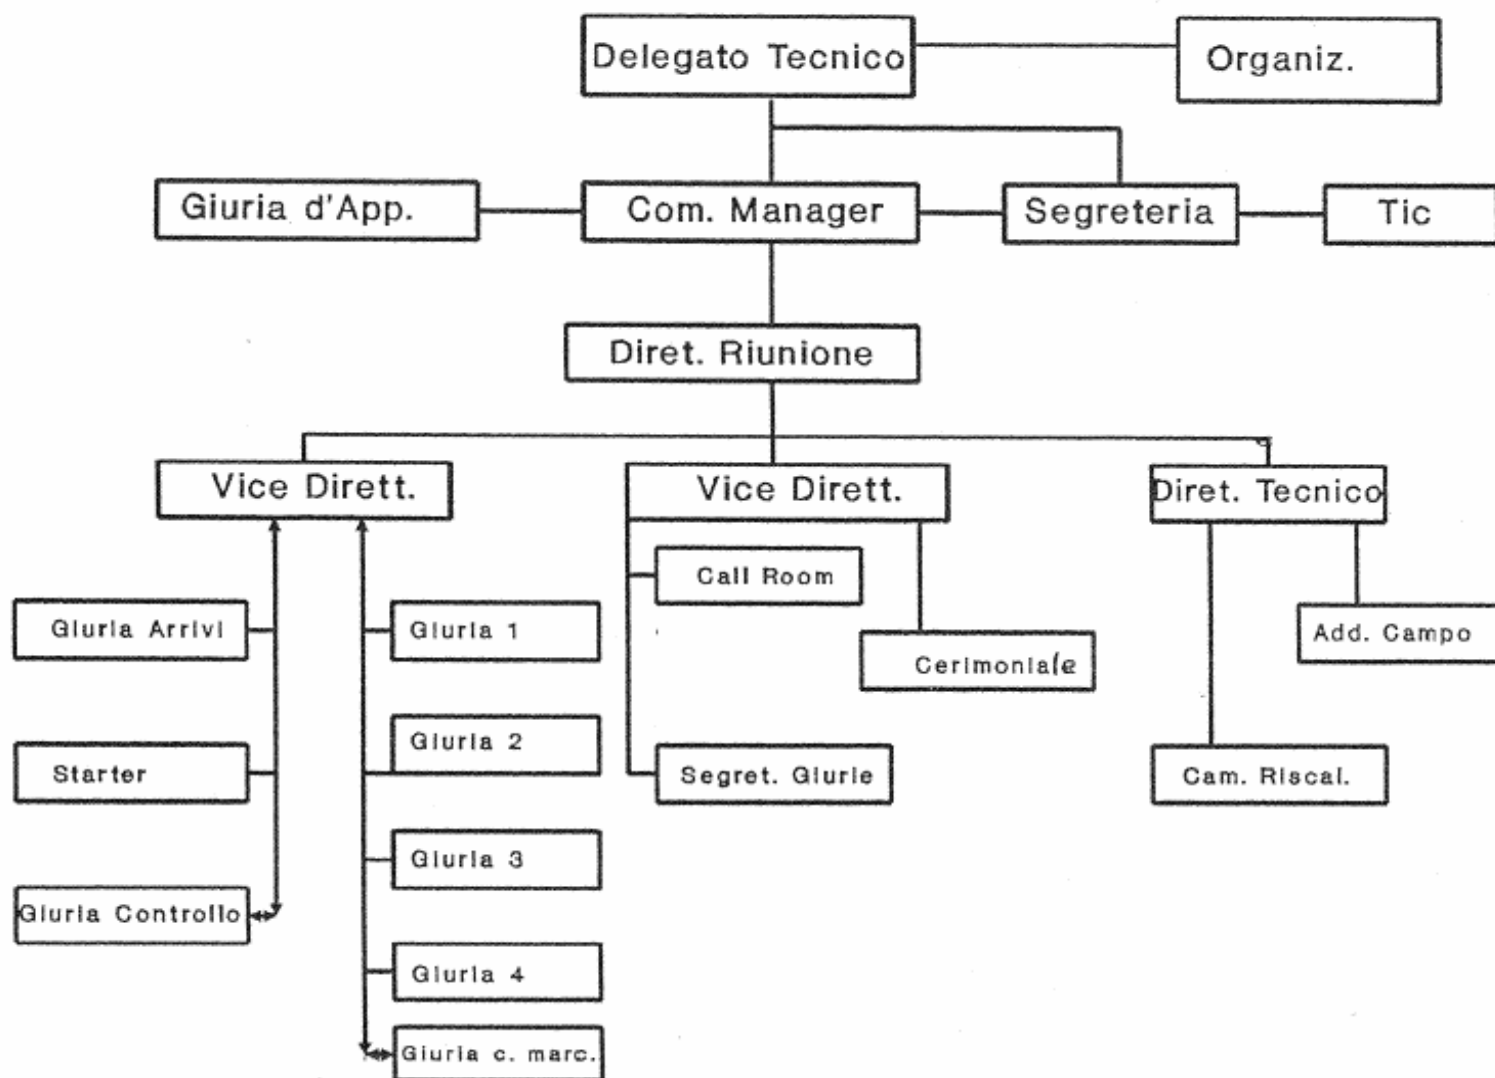 Delegato Tecnico
Organiz.
Giuria d'App.
Com. Manager
Segreteria
Tic
Diret. Riunione
Vice Dirett.
Vice Dirett.
Diret. Tecnico
Call Room
Giuria Arrivi
Giuria 1
Add. Campo
Cerimoniale
Giuria 2
Starter
Segret. Giurie
Cam. Riscal.
Giuria 3
Giuria Controllo
Giuria 4
Giuria c. marc.